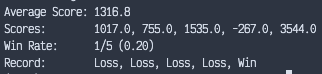 Average Score: 1316.8
Scores: 1017.0, 755.0, 1535.0, -267.0, 3544.0
Win Rate: 1/5 (0.20)
Record: Loss, Loss, Loss, Loss, Win